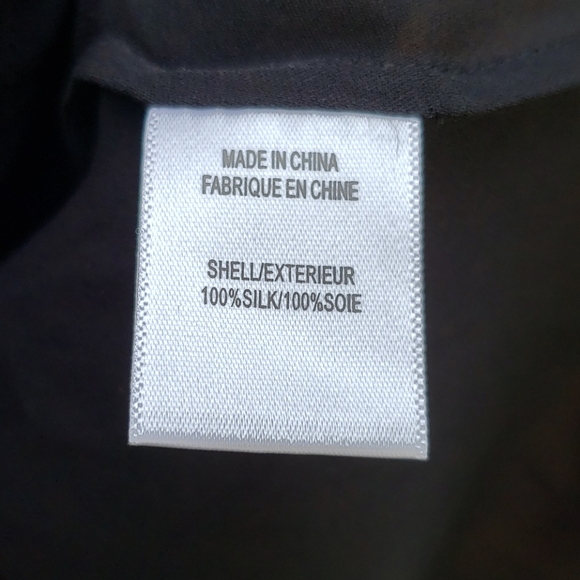 MADE IN CHINA
FABRIQUE EN CHINE
SHELL/EXTERIEUR
100%SILK/100%SOIE